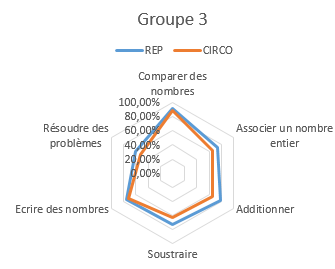 Groupe 3
REP CIRCO
Comparer des
nombres
100,00%
80,00%
60,00%
40,00%
20,00%
0,00%
Associer un nombre
entier
Additionner
Soustraire
Ecrire des nombres
Résoudre des
problèmes